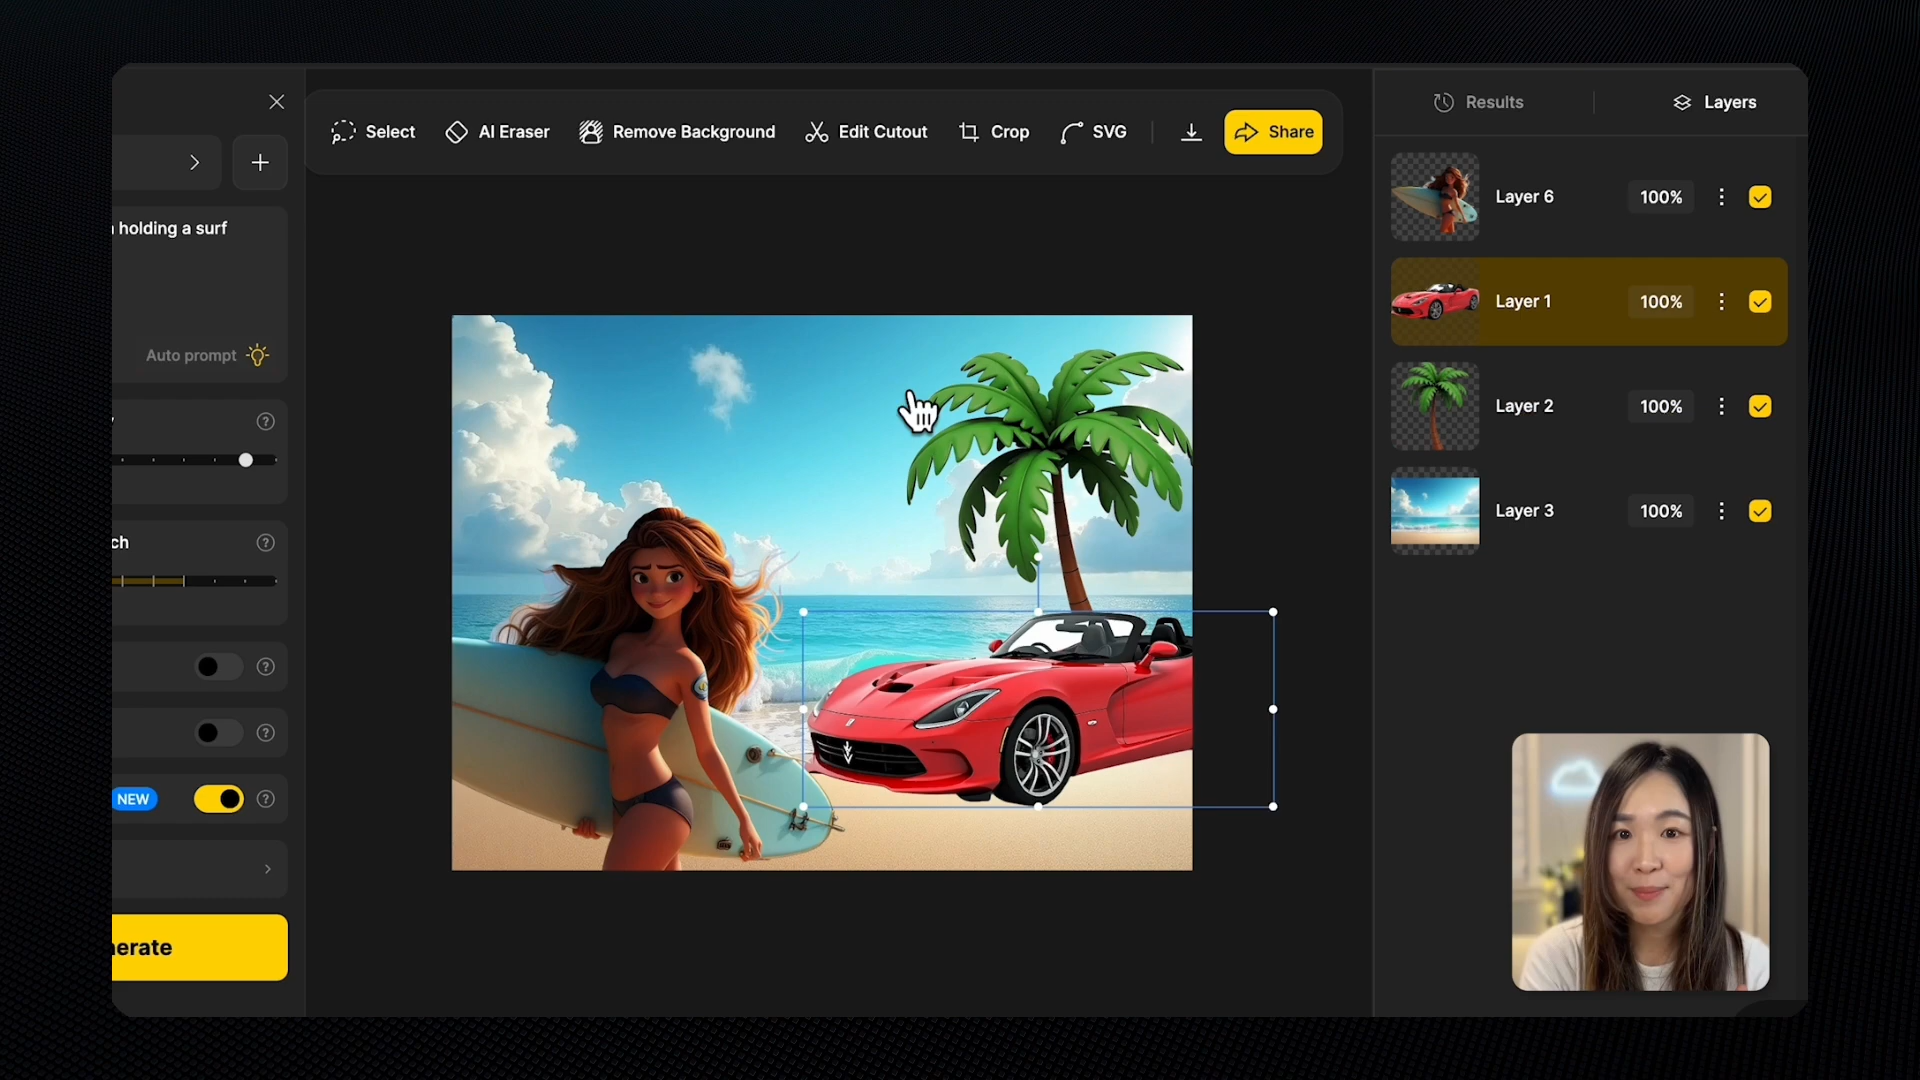 Select
AI Eraser
Remove Background
Edit Cutout
Crop
SVG
Share
Results
Layers
holding a surf
Auto prompt
ch
NEW
nerate
Layer 6
100%
Layer 1
100%
Layer 2
100%
Layer 3
100%